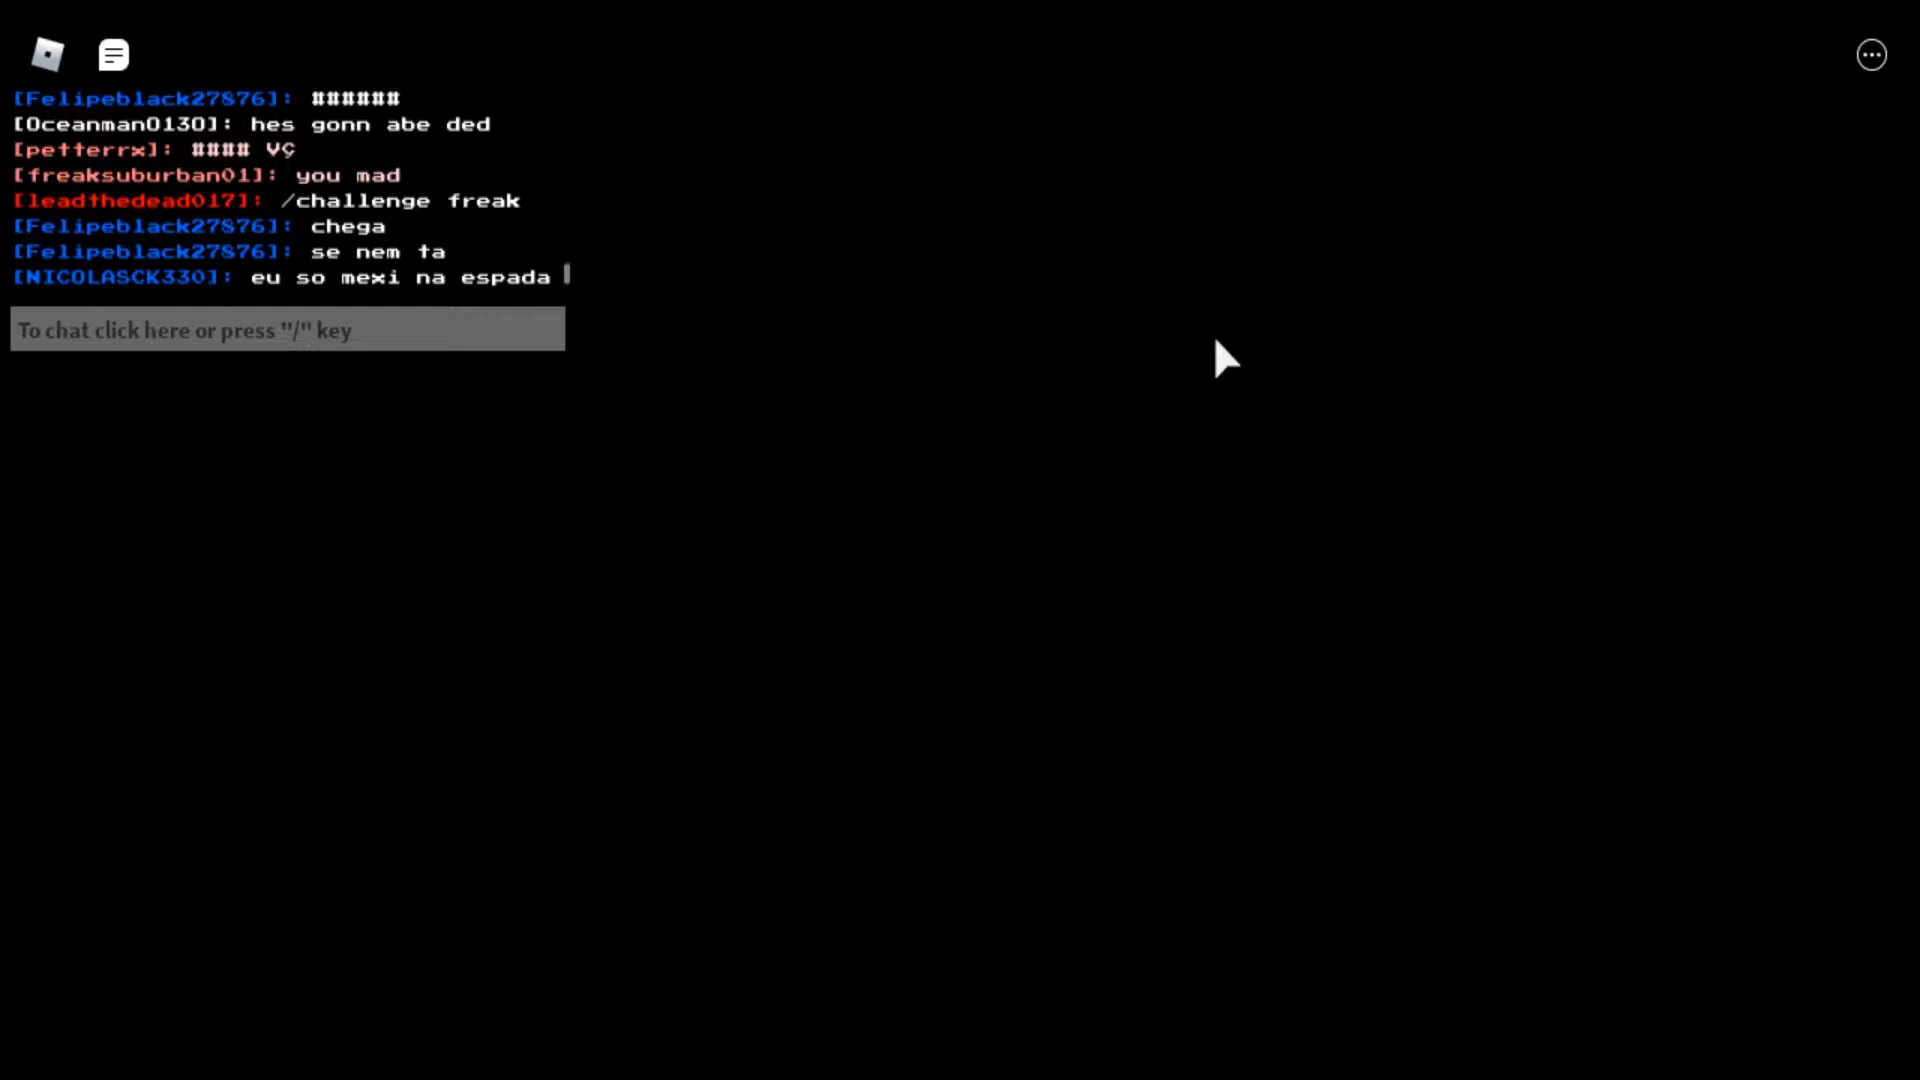 [Felipeblack27876]: ######
[Oceanman0130]: hes gonn abe ded
[petterrx]: #### vç
[freaksuburban01]: you mad
[leadthedead017]: /challenge freak
[Felipeblack27876]: chega
[Felipeblack27876]: se nem ta
[NICOLASCK330]: eu so mexi na espada
To chat click here or press "/" key